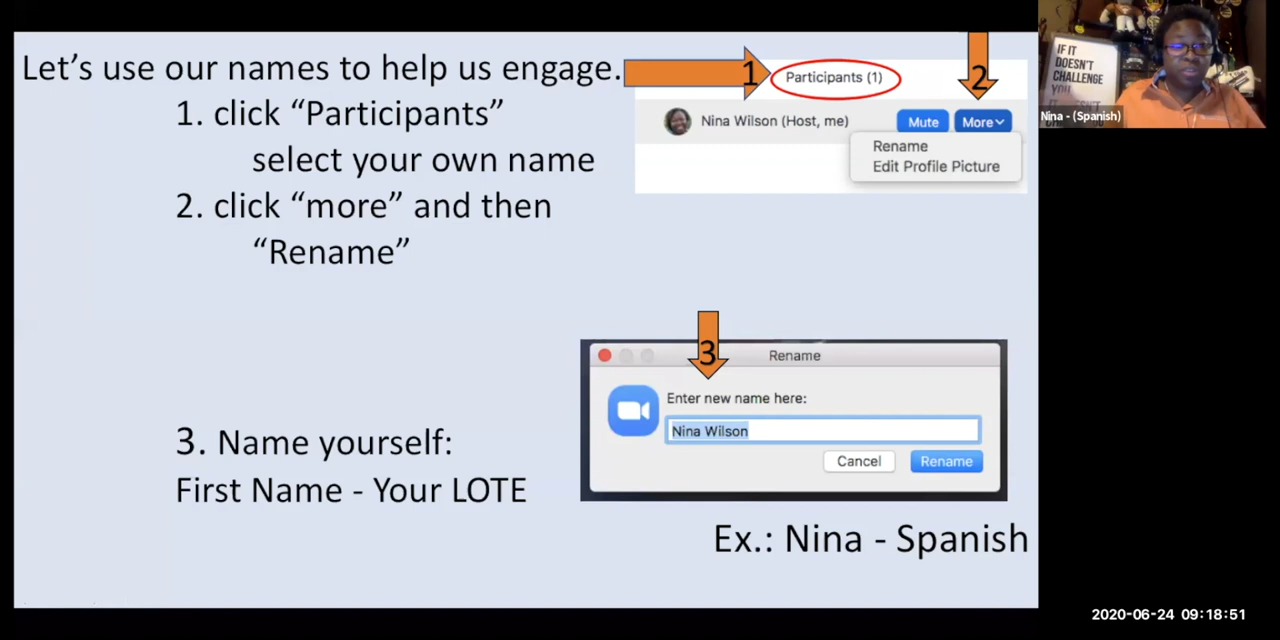 Let's use our names to help us engage.
1. click “Participants”
select your own name
2. click “more” and then
“Rename”
3. Name yourself:
First Name - Your LOTE
1
Participants (1)
2
Nina Wilson (Host, me)
Mute
More
Rename
Edit Profile Picture
3
Rename
Enter new name here:
Nina Wilson
Cancel
Rename
Ex.: Nina - Spanish
IF IT
DOESN'T
CHALLENGE
YOU
Nina - (Spanish)
2020-06-24 09:18:51